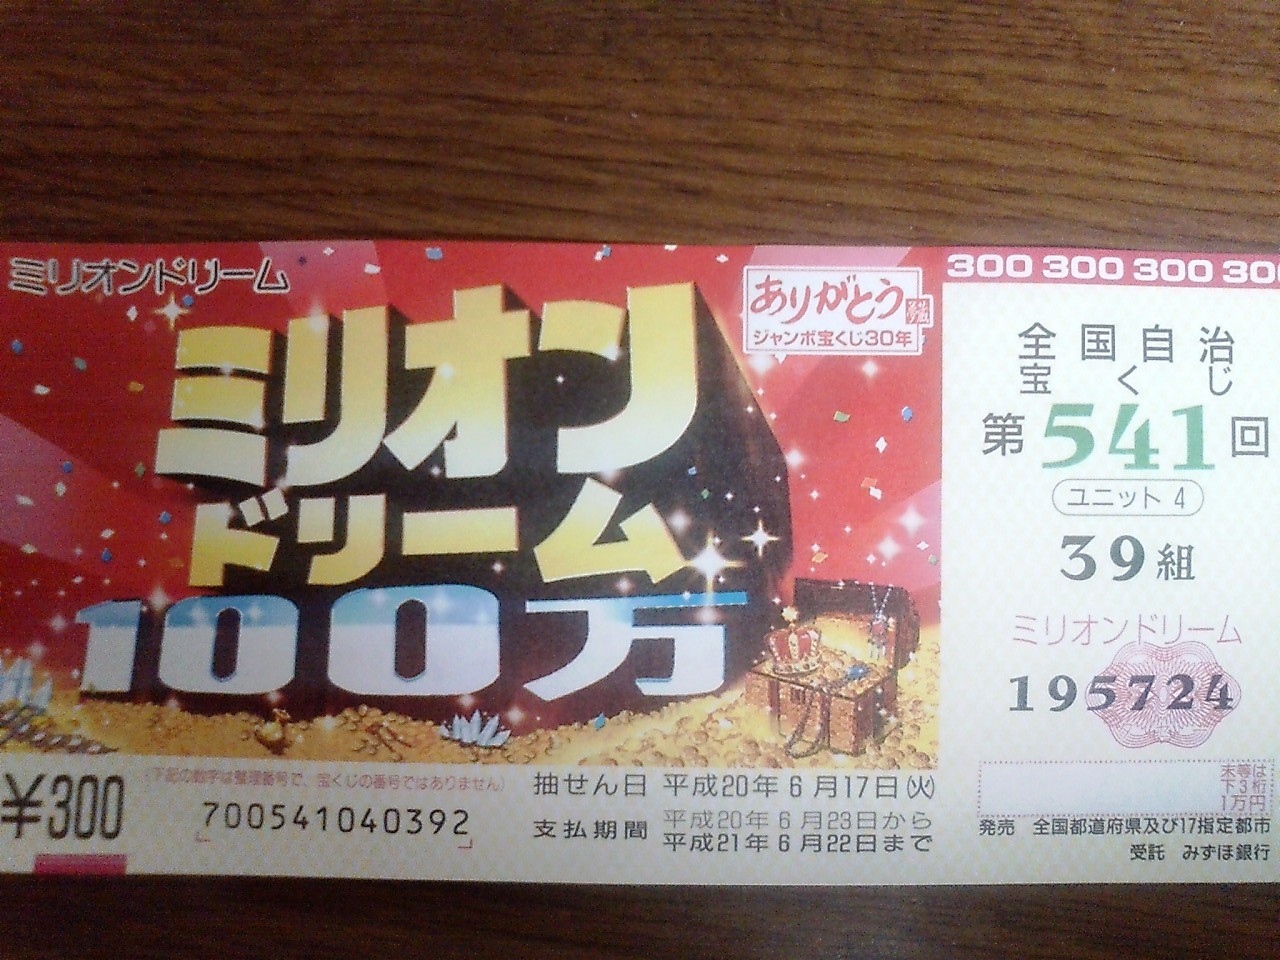 ミリオンドリーム
ミリオン
ドリーム
100万
ありがとう
ジャンボ宝くじ30年
300 300 300 300
全国自治
宝くじ
第541回
ユニット 4
39組
ミリオンドリーム
195724
末等は
下3桁
1万円
発売 全国都道府県及び17指定都市
受託 みずほ銀行
¥300
(下記の数字は整理番号で、宝くじの番号ではありません)
700541040392
抽せん日 平成20年 6月17日(火)
支払期間 平成20年 6月23日から
平成21年 6月22日まで